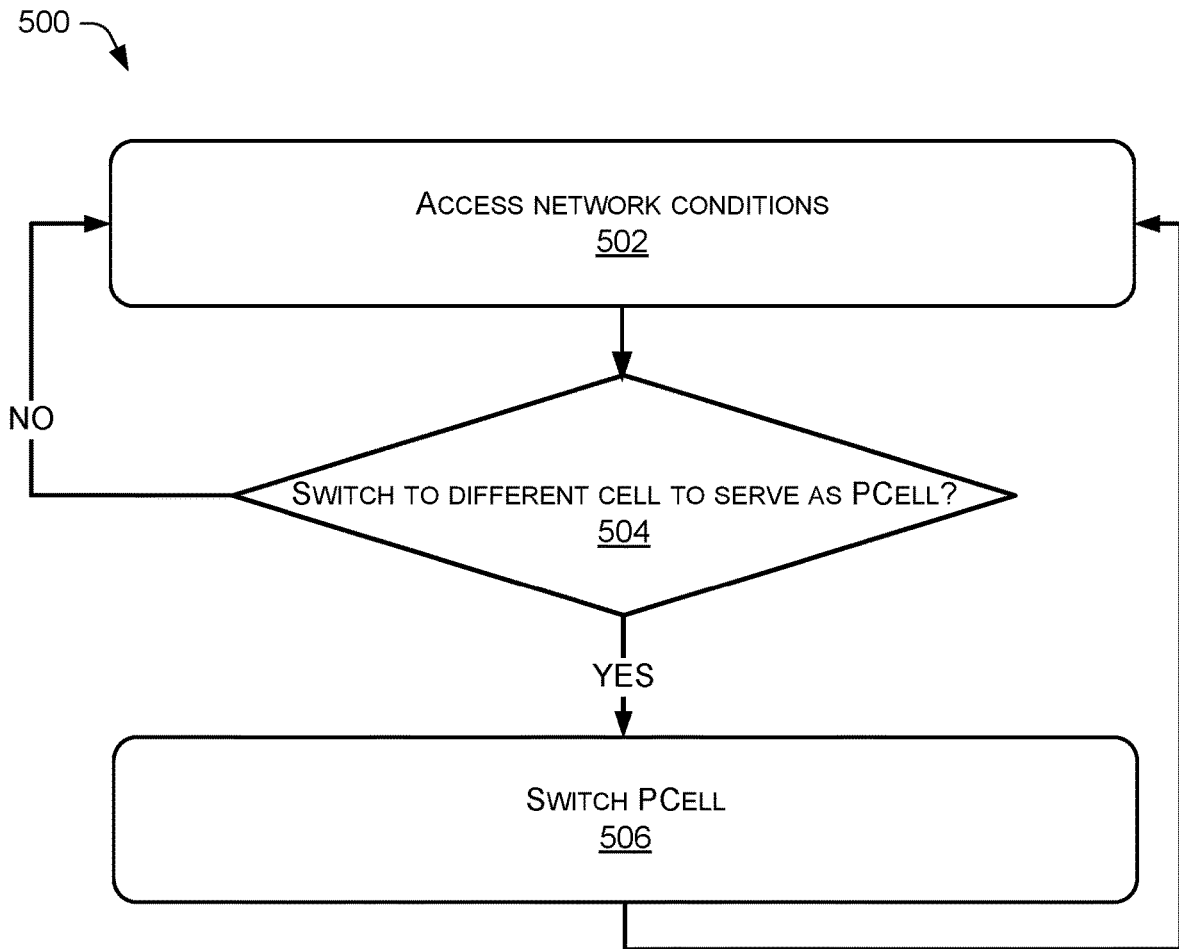 500
ACCESS NETWORK CONDITIONS
502
NO
SWITCH TO DIFFERENT CELL TO SERVE AS PCELL?
504
YES
SWITCH PCELL
506